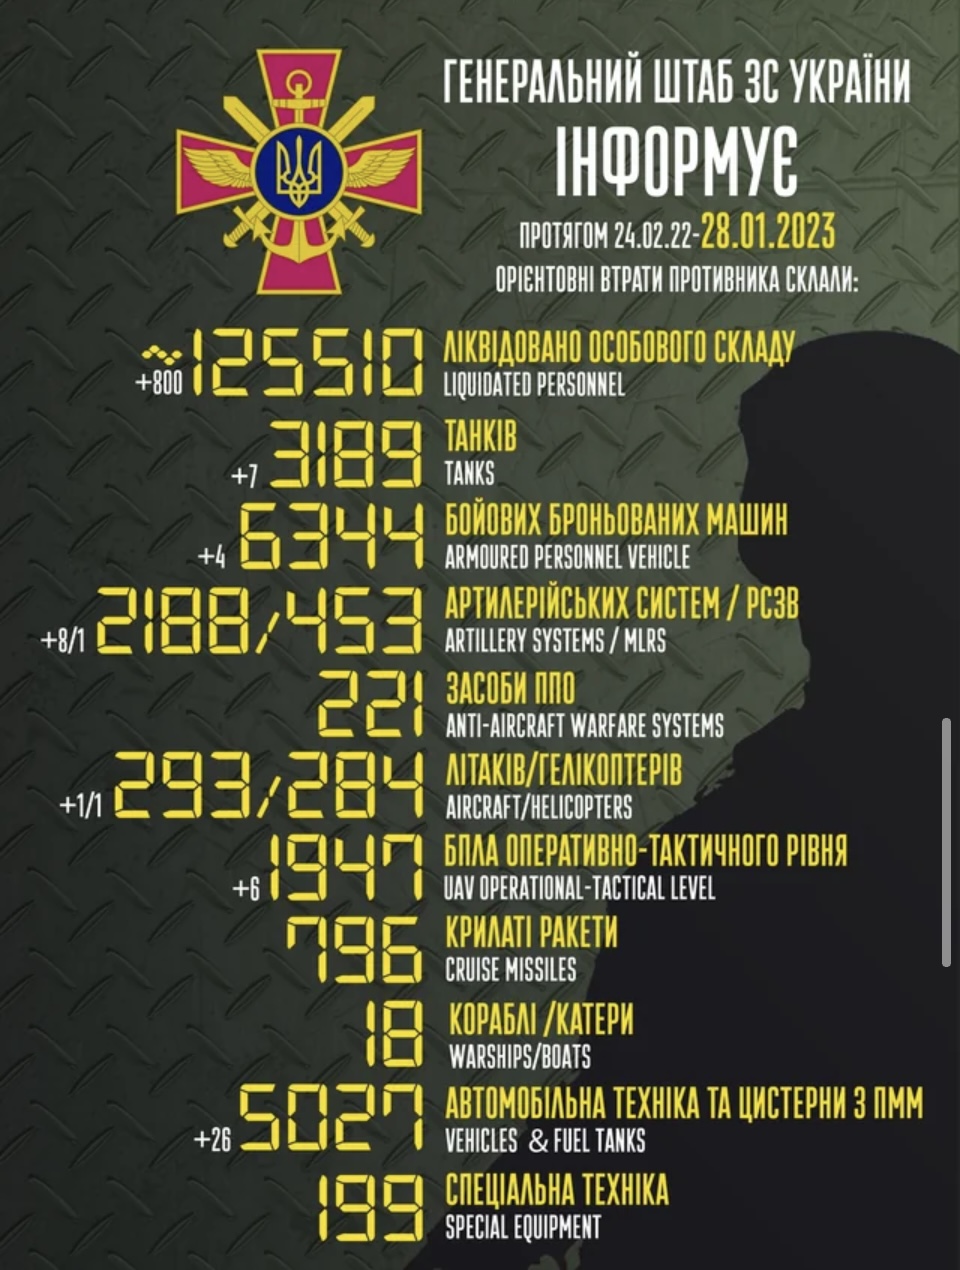 ГЕНЕРАЛЬНИЙ ШТАБ ЗС УКРАЇНИ
ІНФОРМУЄ
ПРОТЯГОМ 24.02.22-28.01.2023
ОРІЄНТОВНІ ВТРАТИ ПРОТИВНИКА СКЛАЛИ:
≈125510 ЛІКВІДОВАНО ОСОБОВОГО СКЛАДУ
+800 LIQUIDATED PERSONNEL
3189 ТАНКІВ
+7 TANKS
6344 БОЙОВИХ БРОНЬОВАНИХ МАШИН
+4 ARMOURED PERSONNEL VEHICLE
2188/453 АРТИЛЕРІЙСЬКИХ СИСТЕМ / РСЗВ
+8/1 ARTILLERY SYSTEMS / MLRS
221 ЗАСОБИ ППО
ANTI-AIRCRAFT WARFARE SYSTEMS
293/284 ЛІТАКІВ/ГЕЛІКОПТЕРІВ
+1/1 AIRCRAFT/HELICOPTERS
1947 БПЛА ОПЕРАТИВНО-ТАКТИЧНОГО РІВНЯ
+6 UAV OPERATIONAL-TACTICAL LEVEL
796 КРИЛАТІ РАКЕТИ
CRUISE MISSILES
18 КОРАБЛІ /КАТЕРИ
WARSHIPS/BOATS
5027 АВТОМОБІЛЬНА ТЕХНІКА ТА ЦИСТЕРНИ З ПММ
+26 VEHICLES & FUEL TANKS
199 СПЕЦІАЛЬНА ТЕХНІКА
SPECIAL EQUIPMENT